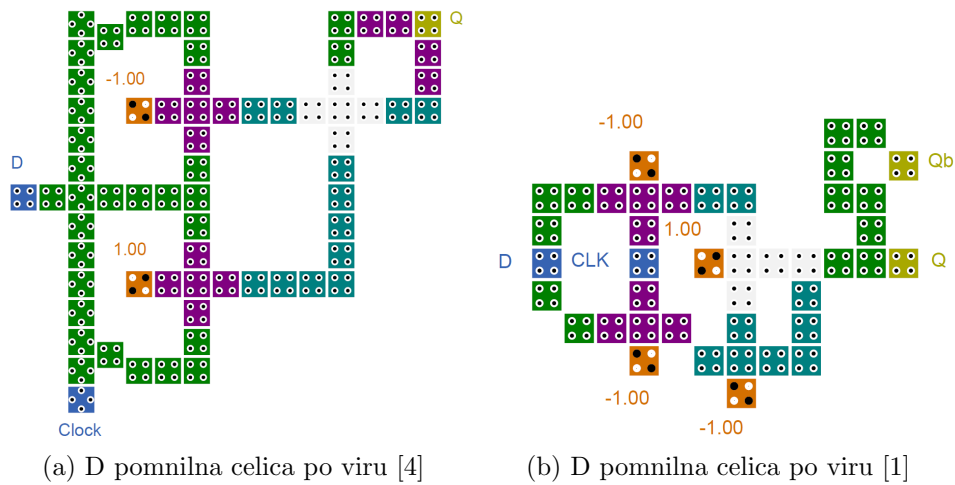 Q
-1.00
D
1.00
Clock
-1.00
Qb
1.00
D
CLK
Q
-1.00
-1.00
(a) D pomnilna celica po viru [4]
(b) D pomnilna celica po viru [1]